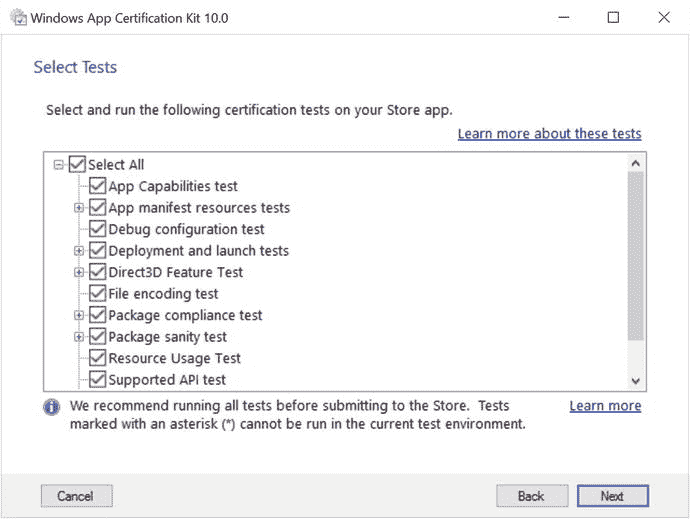 Windows App Certification Kit 10.0
Select Tests
Select and run the following certification tests on your Store app.
Learn more about these tests
Select All
App Capabilities test
App manifest resources tests
Debug configuration test
Deployment and launch tests
Direct3D Feature Test
File encoding test
Package compliance test
Package sanity test
Resource Usage Test
Supported API test
We recommend running all tests before submitting to the Store. Tests Learn more
marked with an asterisk (*) cannot be run in the current test environment.
Cancel Back Next